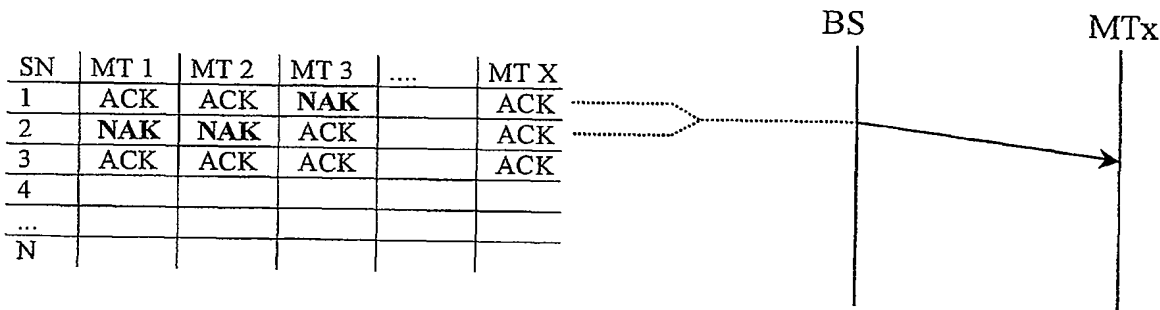 BS MTx
SN MT 1 MT 2 MT 3 .... MT X
1 ACK ACK NAK ACK
2 NAK NAK ACK ACK
3 ACK ACK ACK ACK
4
...
N